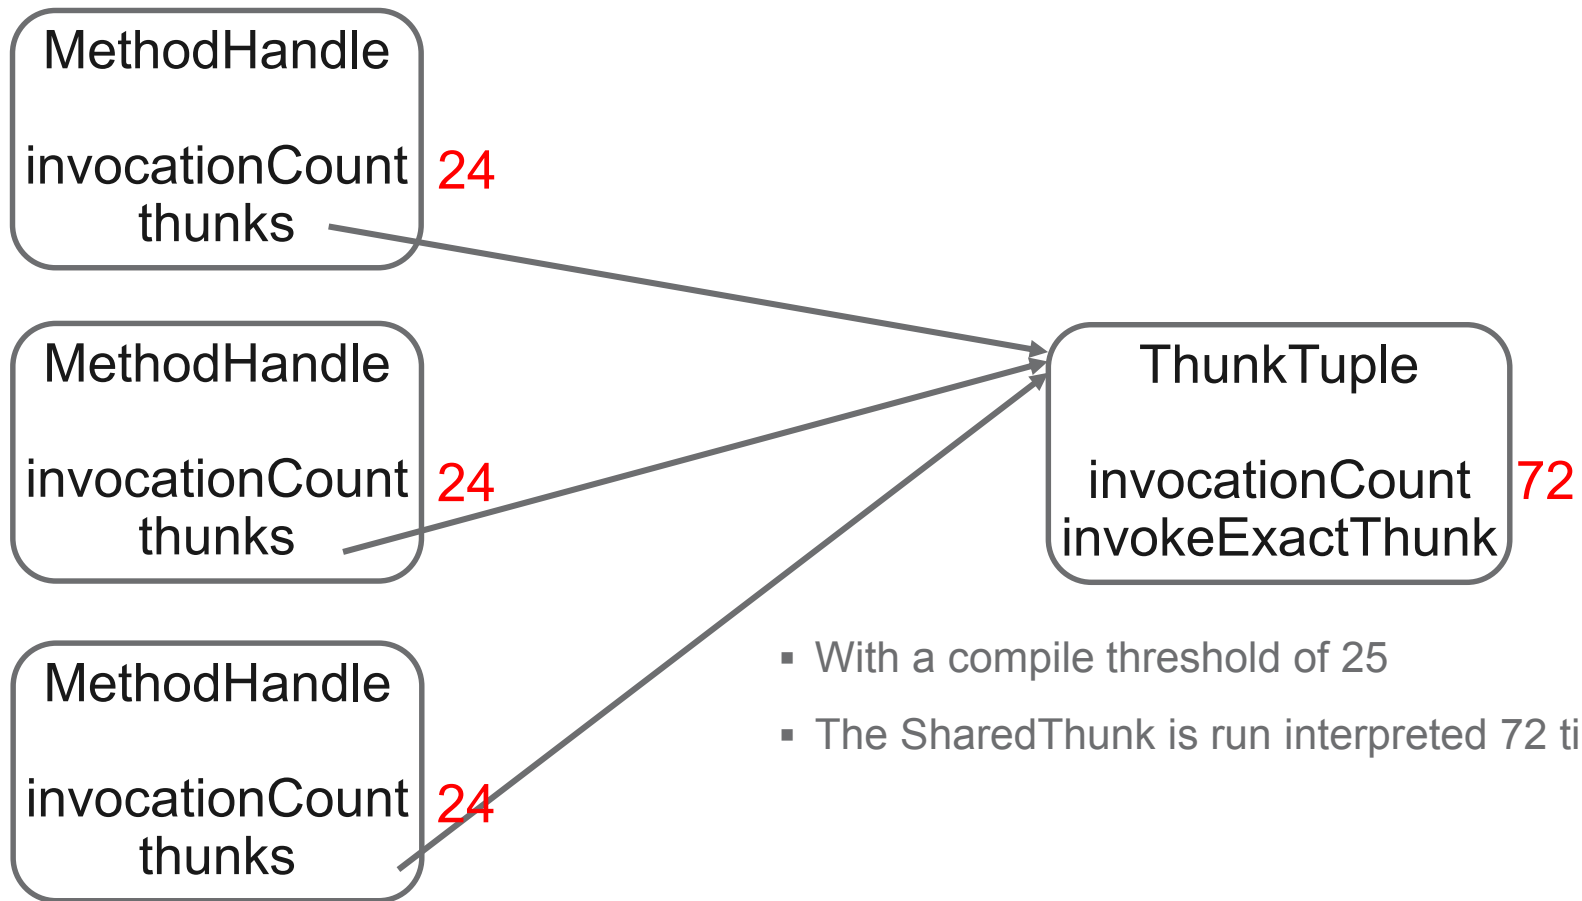 MethodHandle
invocationCount 24
thunks
MethodHandle
invocationCount 24
thunks
MethodHandle
invocationCount 24
thunks
ThunkTuple
invocationCount 72
invokeExactThunk
▪ With a compile threshold of 25
▪ The SharedThunk is run interpreted 72 ti